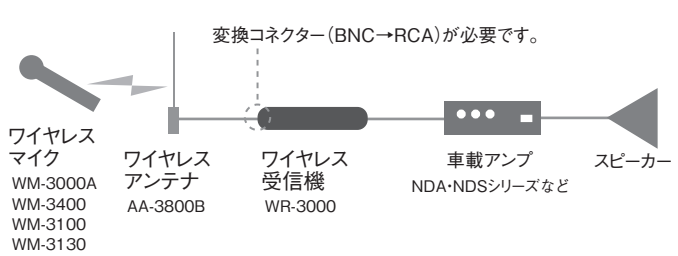 変換コネクター（BNC→RCA）が必要です。
ワイヤレス
マイク
WM-3000A
WM-3400
WM-3100
WM-3130
ワイヤレス
アンテナ
AA-3800B
ワイヤレス
受信機
WR-3000
車載アンプ
NDA・NDSシリーズなど
スピーカー